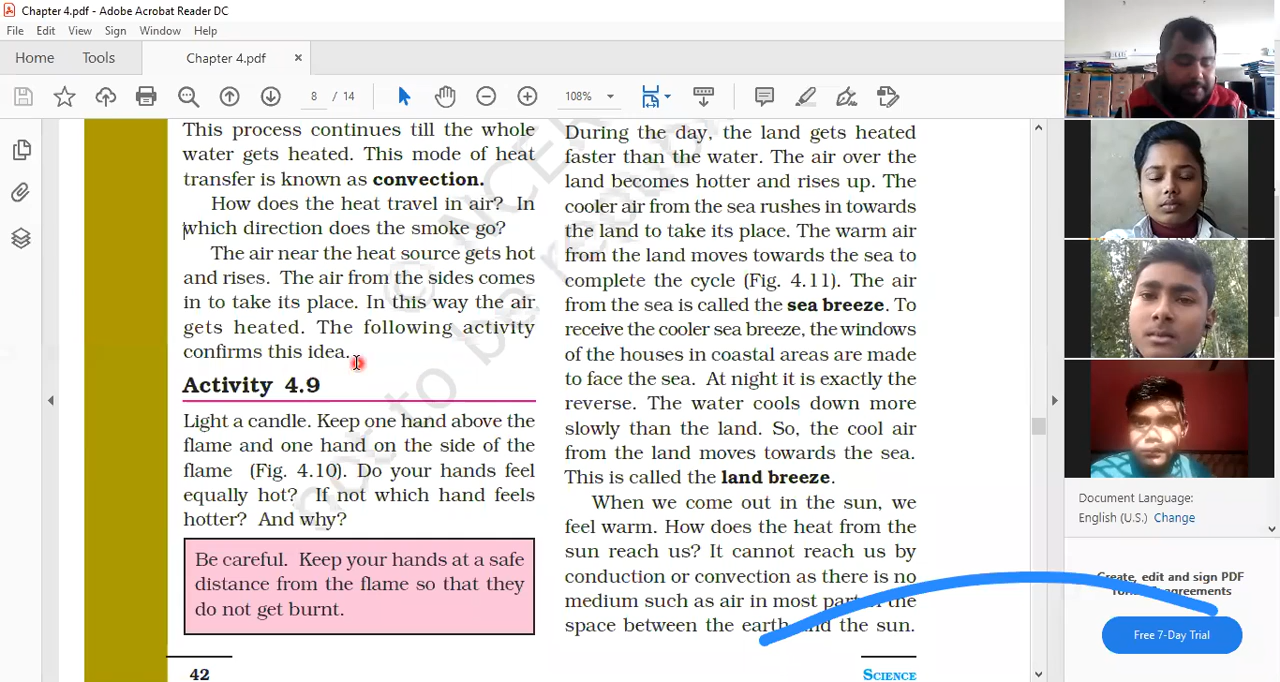 Chapter 4.pdf - Adobe Acrobat Reader DC
File Edit View Sign Window Help
Home Tools Chapter 4.pdf ×
8 / 14 108%
This process continues till the whole
water gets heated. This mode of heat
transfer is known as convection.
How does the heat travel in air? In
which direction does the smoke go?
The air near the heat source gets hot
and rises. The air from the sides comes
in to take its place. In this way the air
gets heated. The following activity
confirms this idea.
Activity 4.9
Light a candle. Keep one hand above the
flame and one hand on the side of the
flame (Fig. 4.10). Do your hands feel
equally hot? If not which hand feels
hotter? And why?
Be careful. Keep your hands at a safe
distance from the flame so that they
do not get burnt.
42
During the day, the land gets heated
faster than the water. The air over the
land becomes hotter and rises up. The
cooler air from the sea rushes in towards
the land to take its place. The warm air
from the land moves towards the sea to
complete the cycle (Fig. 4.11). The air
from the sea is called the sea breeze. To
receive the cooler sea breeze, the windows
of the houses in coastal areas are made
to face the sea. At night it is exactly the
reverse. The water cools down more
slowly than the land. So, the cool air
from the land moves towards the sea.
This is called the land breeze.
When we come out in the sun, we
feel warm. How does the heat from the
sun reach us? It cannot reach us by
conduction or convection as there is no
medium such as air in most part of the
space between the earth and the sun.
SCIENCE
© NCER
not to be repu
Document Language:
English (U.S.) Change
Create, edit and sign PDF
agreements
Free 7-Day Trial